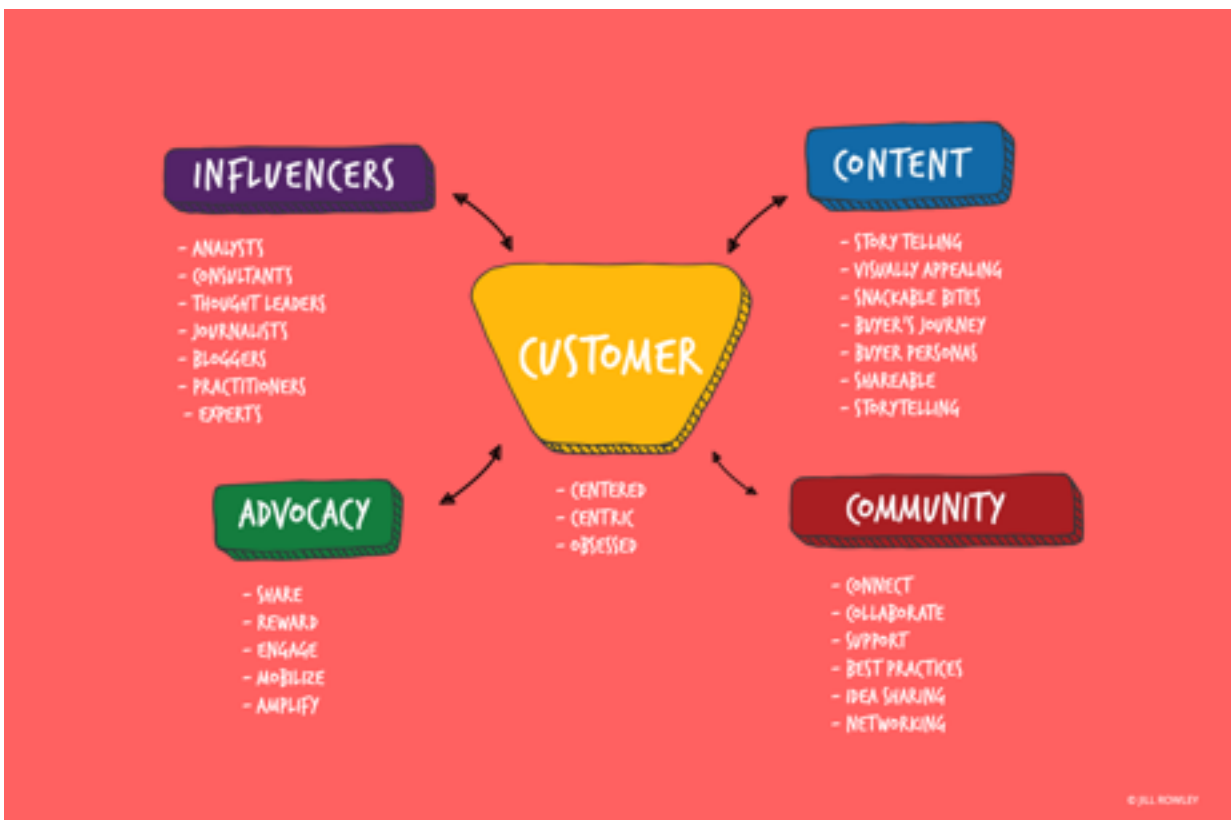 INFLUENCERS
- ANALYSTS
- CONSULTANTS
- THOUGHT LEADERS
- JOURNALISTS
- BLOGGERS
- PRACTITIONERS
- EXPERTS
CONTENT
- STORY TELLING
- VISUALLY APPEALING
- SNACKABLE BITES
- BUYER'S JOURNEY
- BUYER PERSONAS
- SHAREABLE
- STORYTELLING
CUSTOMER
- CENTERED
- CENTRIC
- OBSESSED
ADVOCACY
- SHARE
- REWARD
- ENGAGE
- MOBILIZE
- AMPLIFY
COMMUNITY
- CONNECT
- COLLABORATE
- SUPPORT
- BEST PRACTICES
- IDEA SHARING
- NETWORKING
© JILL ROWLEY